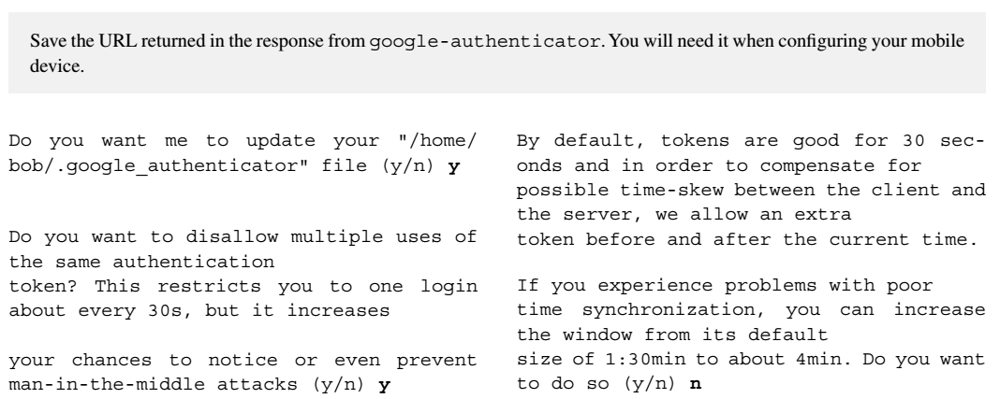 Save the URL returned in the response from google-authenticator. You will need it when configuring your mobile
device.
Do you want me to update your "/home/
bob/.google_authenticator" file (y/n) y
Do you want to disallow multiple uses of
the same authentication
token? This restricts you to one login
about every 30s, but it increases
your chances to notice or even prevent
man-in-the-middle attacks (y/n) y
By default, tokens are good for 30 sec-
onds and in order to compensate for
possible time-skew between the client and
the server, we allow an extra
token before and after the current time.
If you experience problems with poor
time synchronization, you can increase
the window from its default
size of 1:30min to about 4min. Do you want
to do so (y/n) n